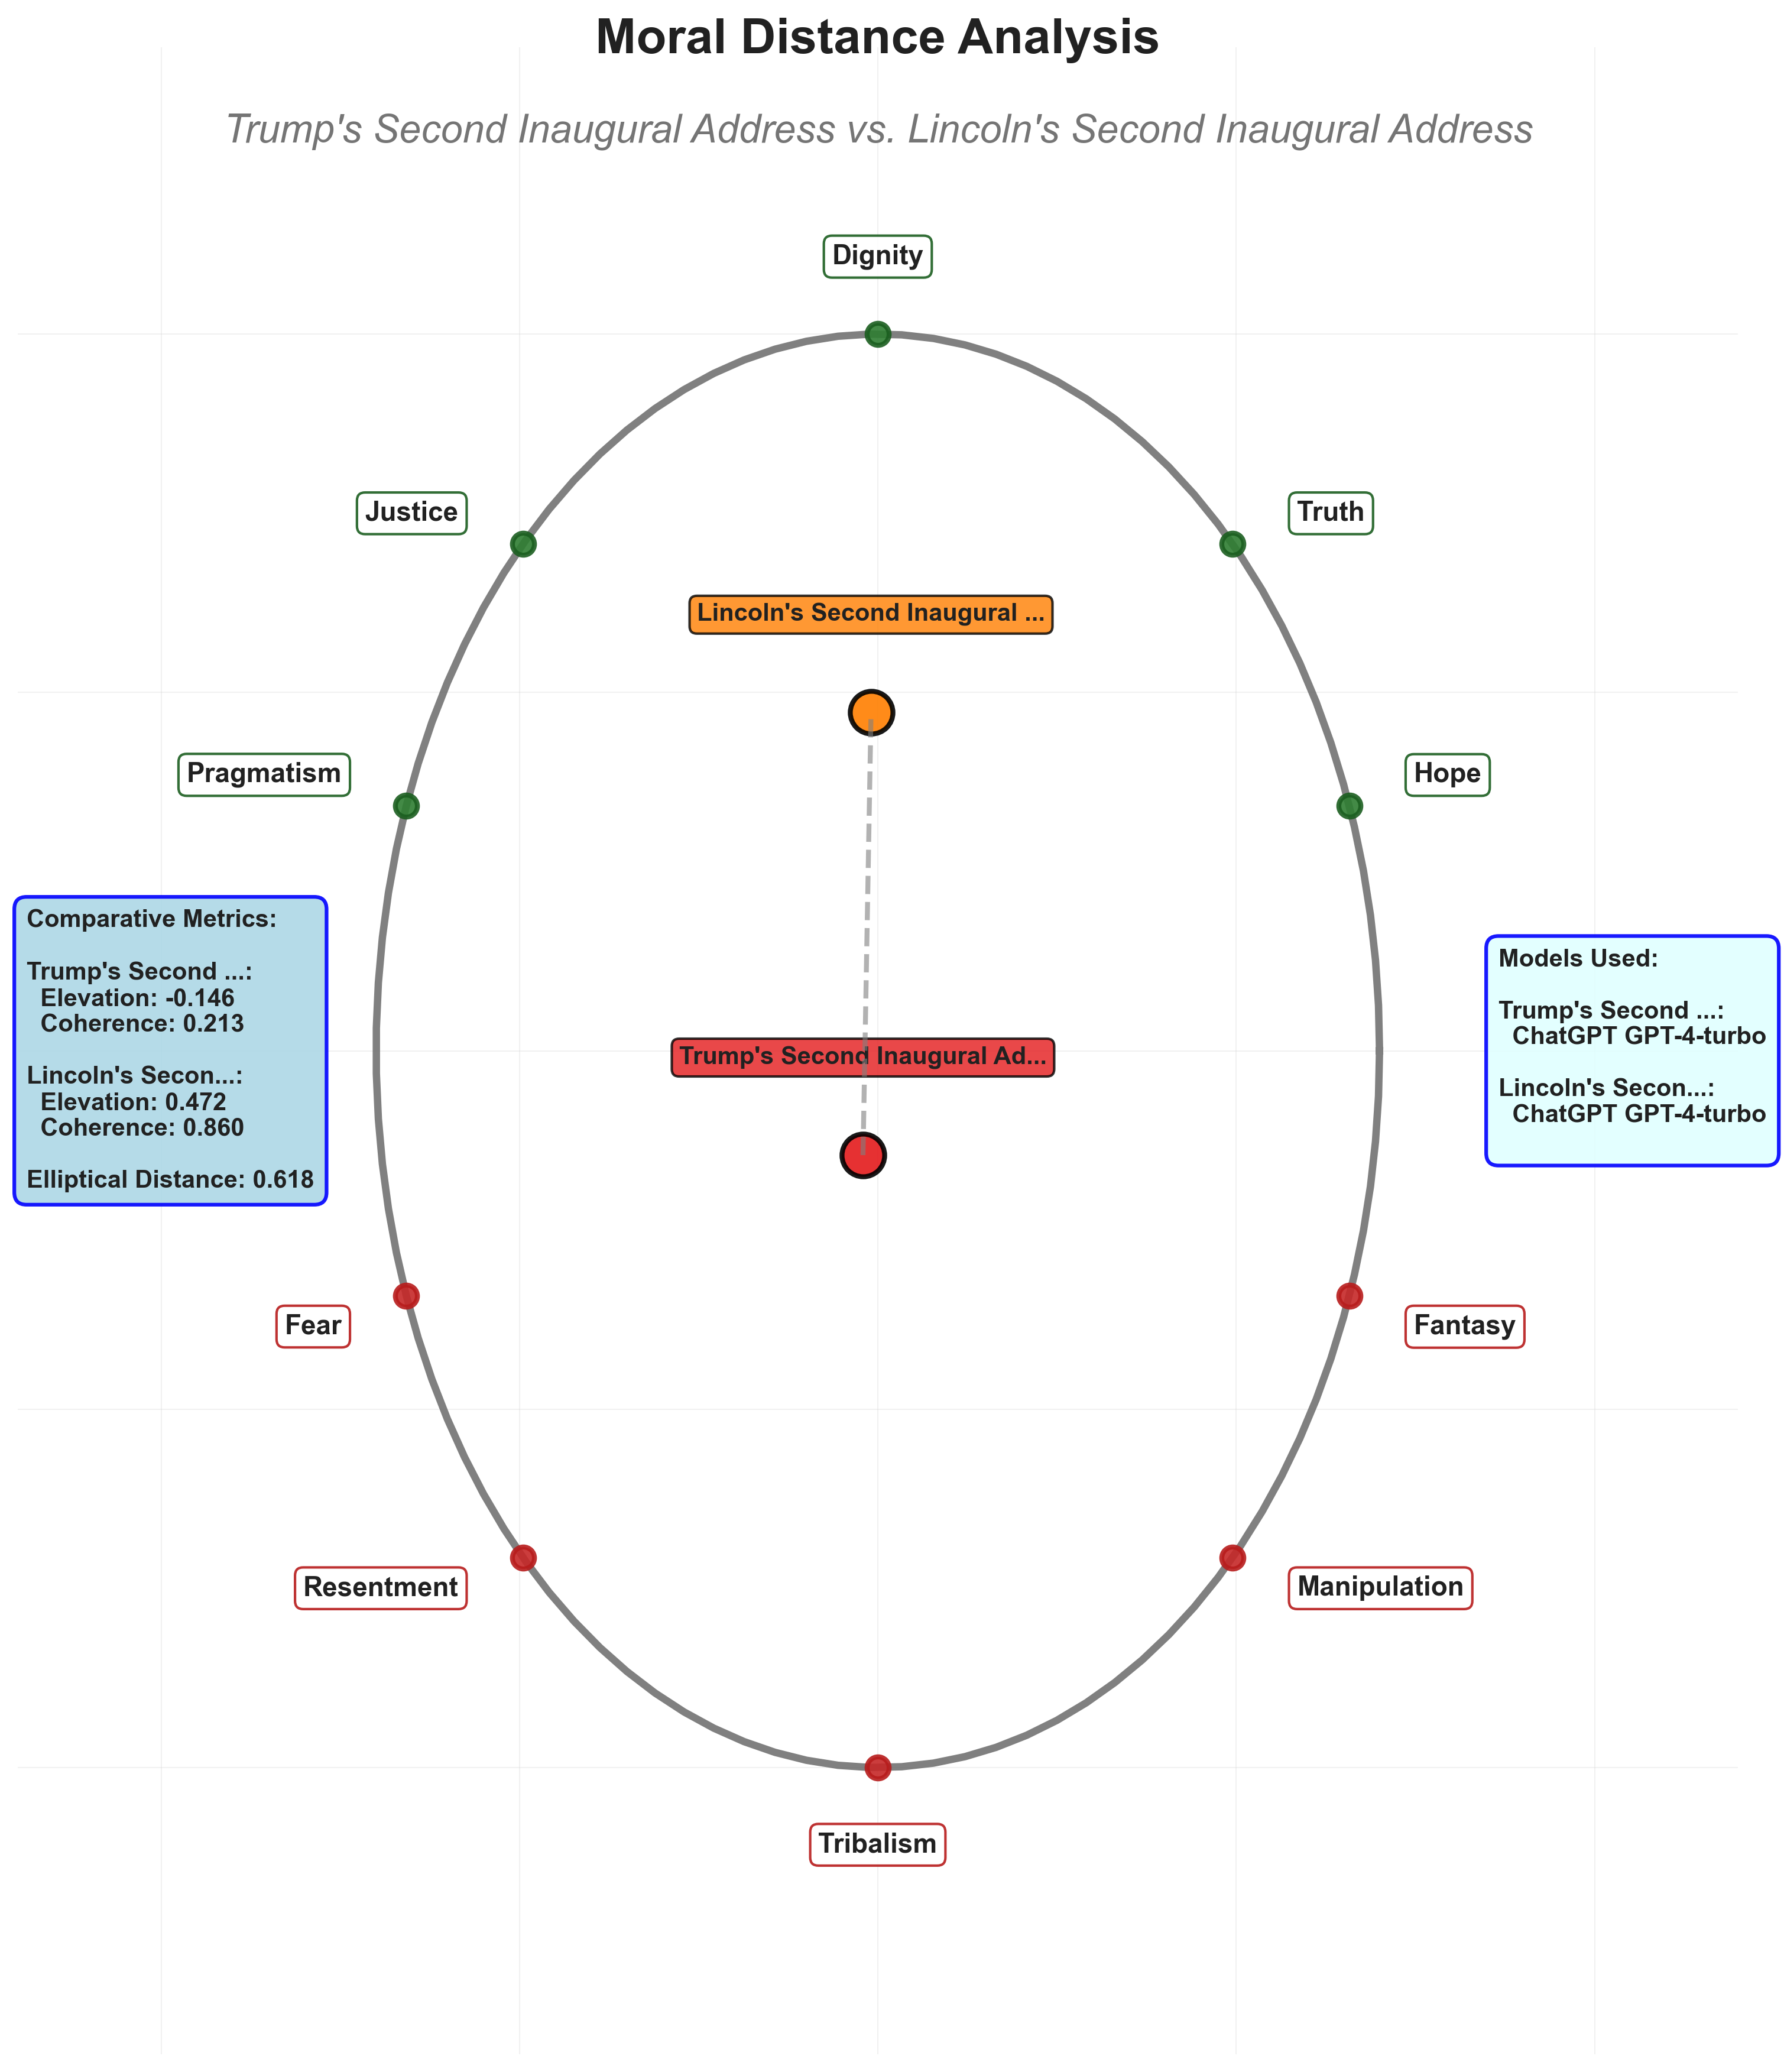 Moral Distance Analysis
Trump's Second Inaugural Address vs. Lincoln's Second Inaugural Address
Dignity
Justice
Truth
Lincoln's Second Inaugural ...
Pragmatism
Hope
Comparative Metrics:
Trump's Second ...:
Elevation: -0.146
Coherence: 0.213
Lincoln's Secon...:
Elevation: 0.472
Coherence: 0.860
Elliptical Distance: 0.618
Trump's Second Inaugural Ad...
Models Used:
Trump's Second ...:
ChatGPT GPT-4-turbo
Lincoln's Secon...:
ChatGPT GPT-4-turbo
Fear
Fantasy
Resentment
Manipulation
Tribalism